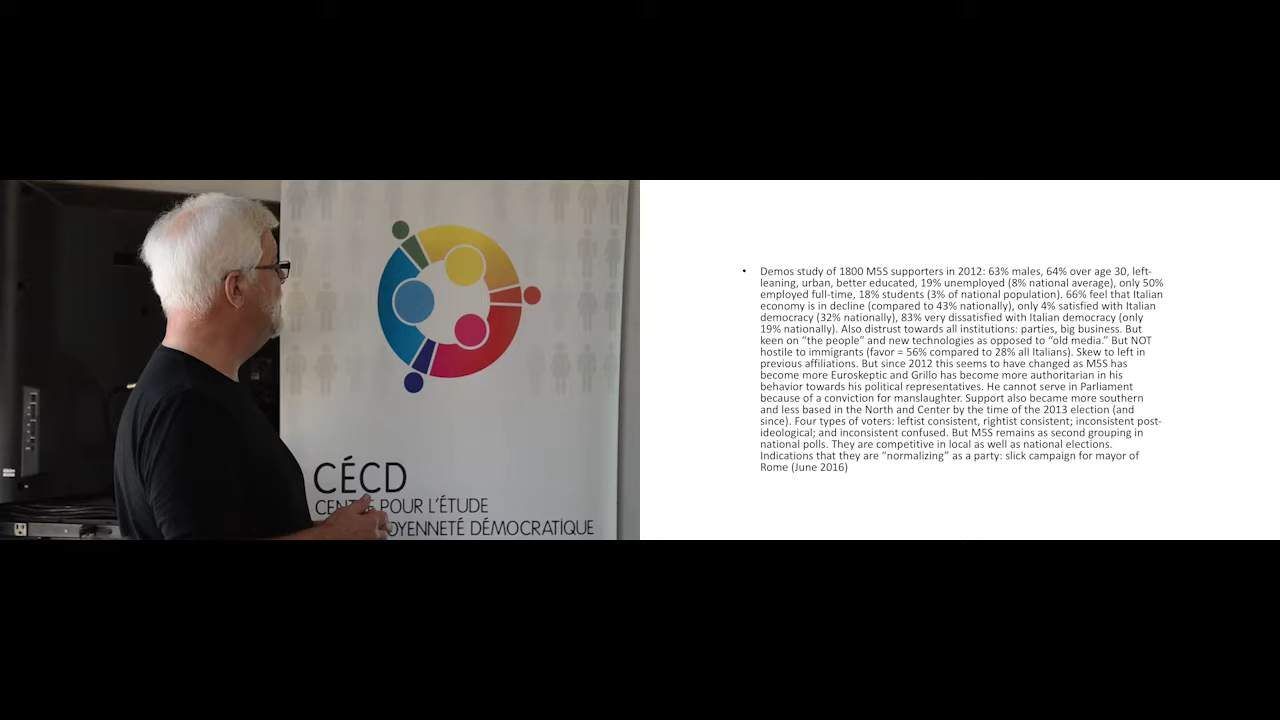 CÉCD
CENTRE POUR L'ÉTUDE
DÉMOCRATIQUE
• Demos study of 1800 M5S supporters in 2012: 63% males, 64% over age 30, left-
leaning, urban, better educated, 19% unemployed (8% national average), only 50%
employed full-time, 18% students (3% of national population). 66% feel that Italian
economy is in decline (compared to 43% nationally), only 4% satisfied with Italian
democracy (32% nationally), 83% very dissatisfied with Italian democracy (only
19% nationally). Also distrust towards all institutions: parties, big business. But
keen on “the people” and new technologies as opposed to “old media.” But NOT
hostile to immigrants (favor = 56% compared to 28% all Italians). Skew to left in
previous affiliations. But since 2012 this seems to have changed as M5S has
become more Euroskeptic and Grillo has become more authoritarian in his
behavior towards his political representatives. He cannot serve in Parliament
because of a conviction for manslaughter. Support also became more southern
and less based in the North and Center by the time of the 2013 election (and
since). Four types of voters: leftist consistent, rightist consistent; inconsistent post-
ideological; and inconsistent confused. But M5S remains as second grouping in
national polls. They are competitive in local as well as national elections.
Indications that they are “normalizing” as a party: slick campaign for mayor of
Rome (June 2016)